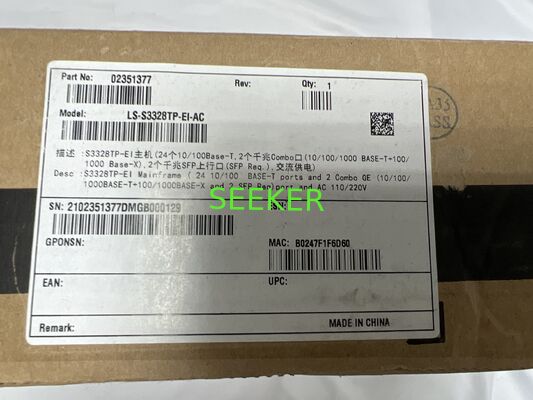 Part No: 02351377 Rev: Qty: 1
Model: LS-S3328TP-EI-AC
描述 :S3328TP-EI主机(24个10/100Base-T,2个千兆Combo口(10/100/1000 BASE-T+100/
1000 Base-X),2个千兆SFP上行口(SFP Req.),交流供电)
Desc :S3328TP-EI Mainframe ( 24 10/100 BASE-T ports and 2 Combo GE (10/100/
1000BASE-T+100/1000BASE-X and 2 SFP Req)port and AC 110/220V
SN: 2102351377DMGB000129
SEEKER
GPONSN: MAC: B0247F1F6D60
EAN: UPC:
Remark: MADE IN CHINA